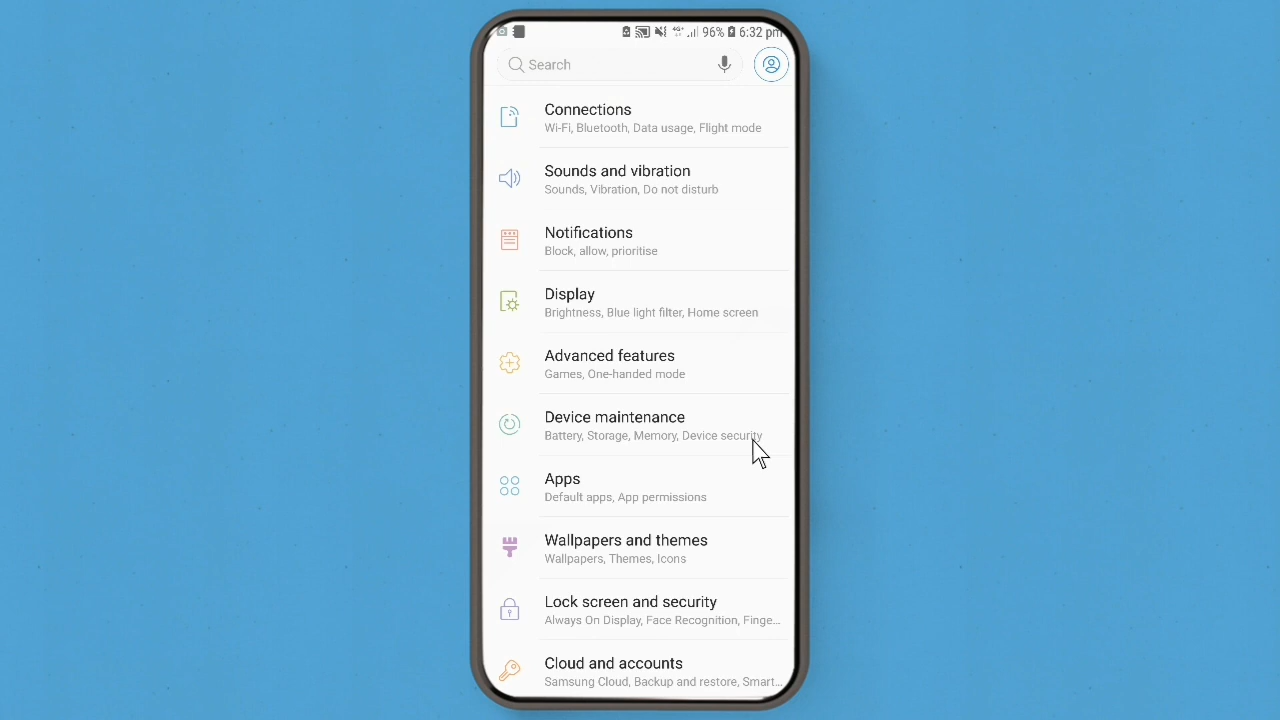 4G+ 96% 6:32 pm
Search
Connections
Wi-Fi, Bluetooth, Data usage, Flight mode
Sounds and vibration
Sounds, Vibration, Do not disturb
Notifications
Block, allow, prioritise
Display
Brightness, Blue light filter, Home screen
Advanced features
Games, One-handed mode
Device maintenance
Battery, Storage, Memory, Device security
Apps
Default apps, App permissions
Wallpapers and themes
Wallpapers, Themes, Icons
Lock screen and security
Always On Display, Face Recognition, Finge...
Cloud and accounts
Samsung Cloud, Backup and restore, Smart...